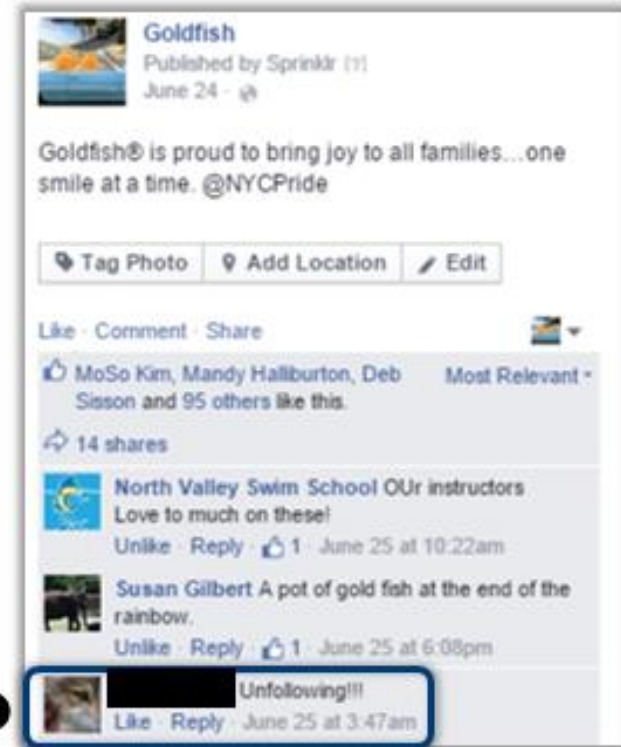 Goldfish
Published by Sprinklr [?]
June 24 ·
Goldfish® is proud to bring joy to all families...one
smile at a time. @NYCPride
Tag Photo Add Location Edit
Like · Comment · Share
MoSo Kim, Mandy Halliburton, Deb Most Relevant
Sisson and 95 others like this.
14 shares
North Valley Swim School OUr instructors
Love to much on these!
Unlike · Reply · 1 · June 25 at 10:22am
Susan Gilbert A pot of gold fish at the end of the
rainbow.
Unlike · Reply · 1 · June 25 at 6:08pm
Unfollowing!!!
Like · Reply · June 25 at 3:47am